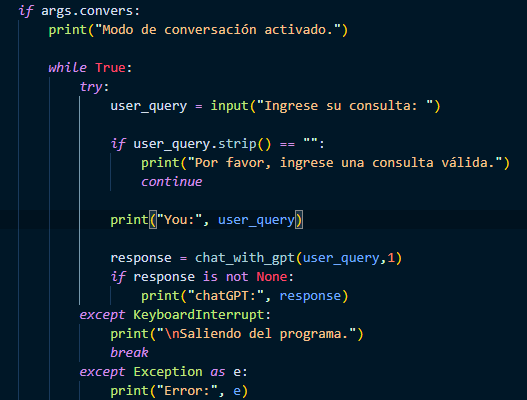 if args.convers:
print("Modo de conversación activado.")
while True:
try:
user_query = input("Ingrese su consulta: ")
if user_query.strip() == "":
print("Por favor, ingrese una consulta válida.")
continue
print("You:", user_query)
response = chat_with_gpt(user_query,1)
if response is not None:
print("chatGPT:", response)
except KeyboardInterrupt:
print("\nSaliendo del programa.")
break
except Exception as e:
print("Error:", e)